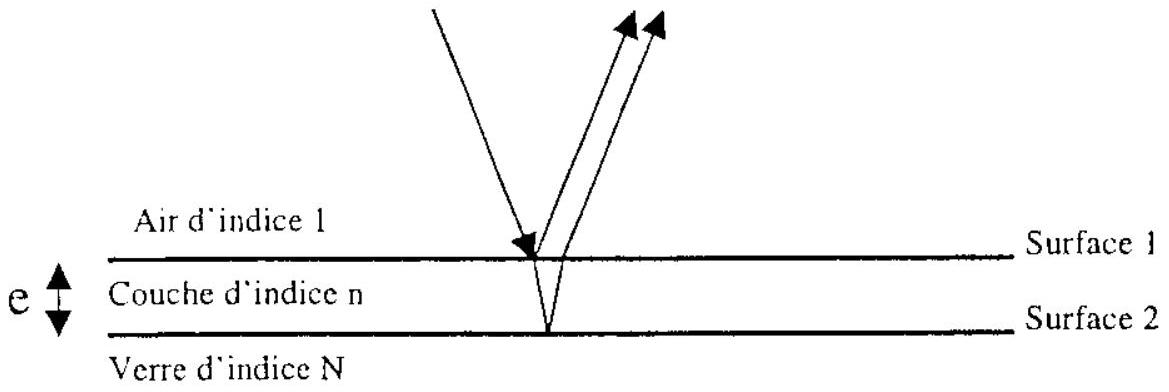 Air d'indice 1
Surface 1
e
Couche d'indice n
Surface 2
Verre d'indice N